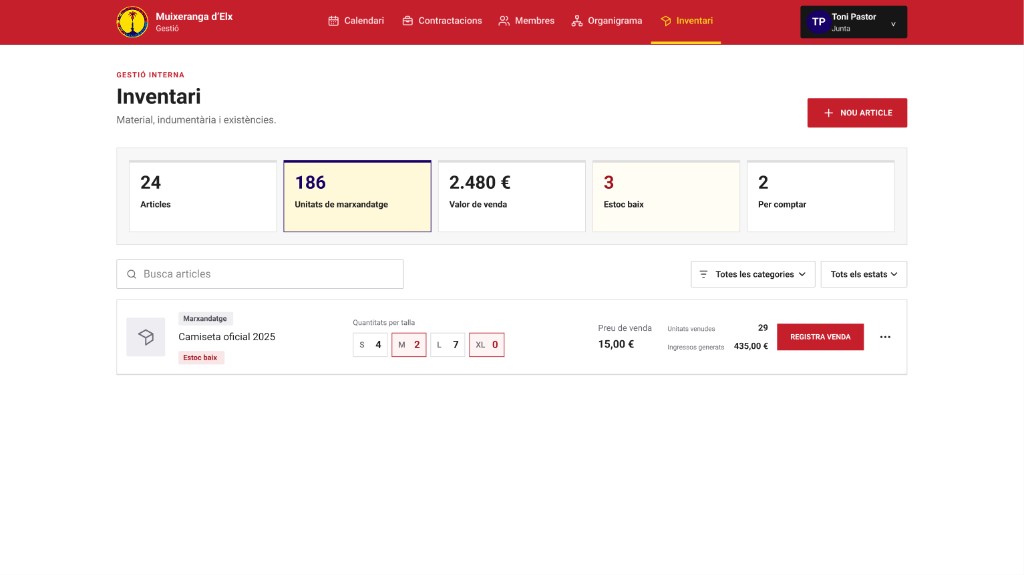 Muixeranga d'Elx
Gestió
Calendari
Contractacions
Membres
Organigrama
Inventari
TP
Toni Pastor
Junta
v
GESTIÓ INTERNA
Inventari
Material, indumentària i existències.
NOU ARTICLE
24
Articles
186
Unitats de marxandatge
2.480 €
Valor de venda
3
Estoc baix
2
Per comptar
Busca articles
Totes les categories
Tots els estats
Marxandatge
Camiseta oficial 2025
Estoc baix
Quantitats per talla
S 4
M 2
L 7
XL 0
Preu de venda
15,00 €
Unitats venudes 29
Ingressos generats 435,00 €
REGISTRA VENDA